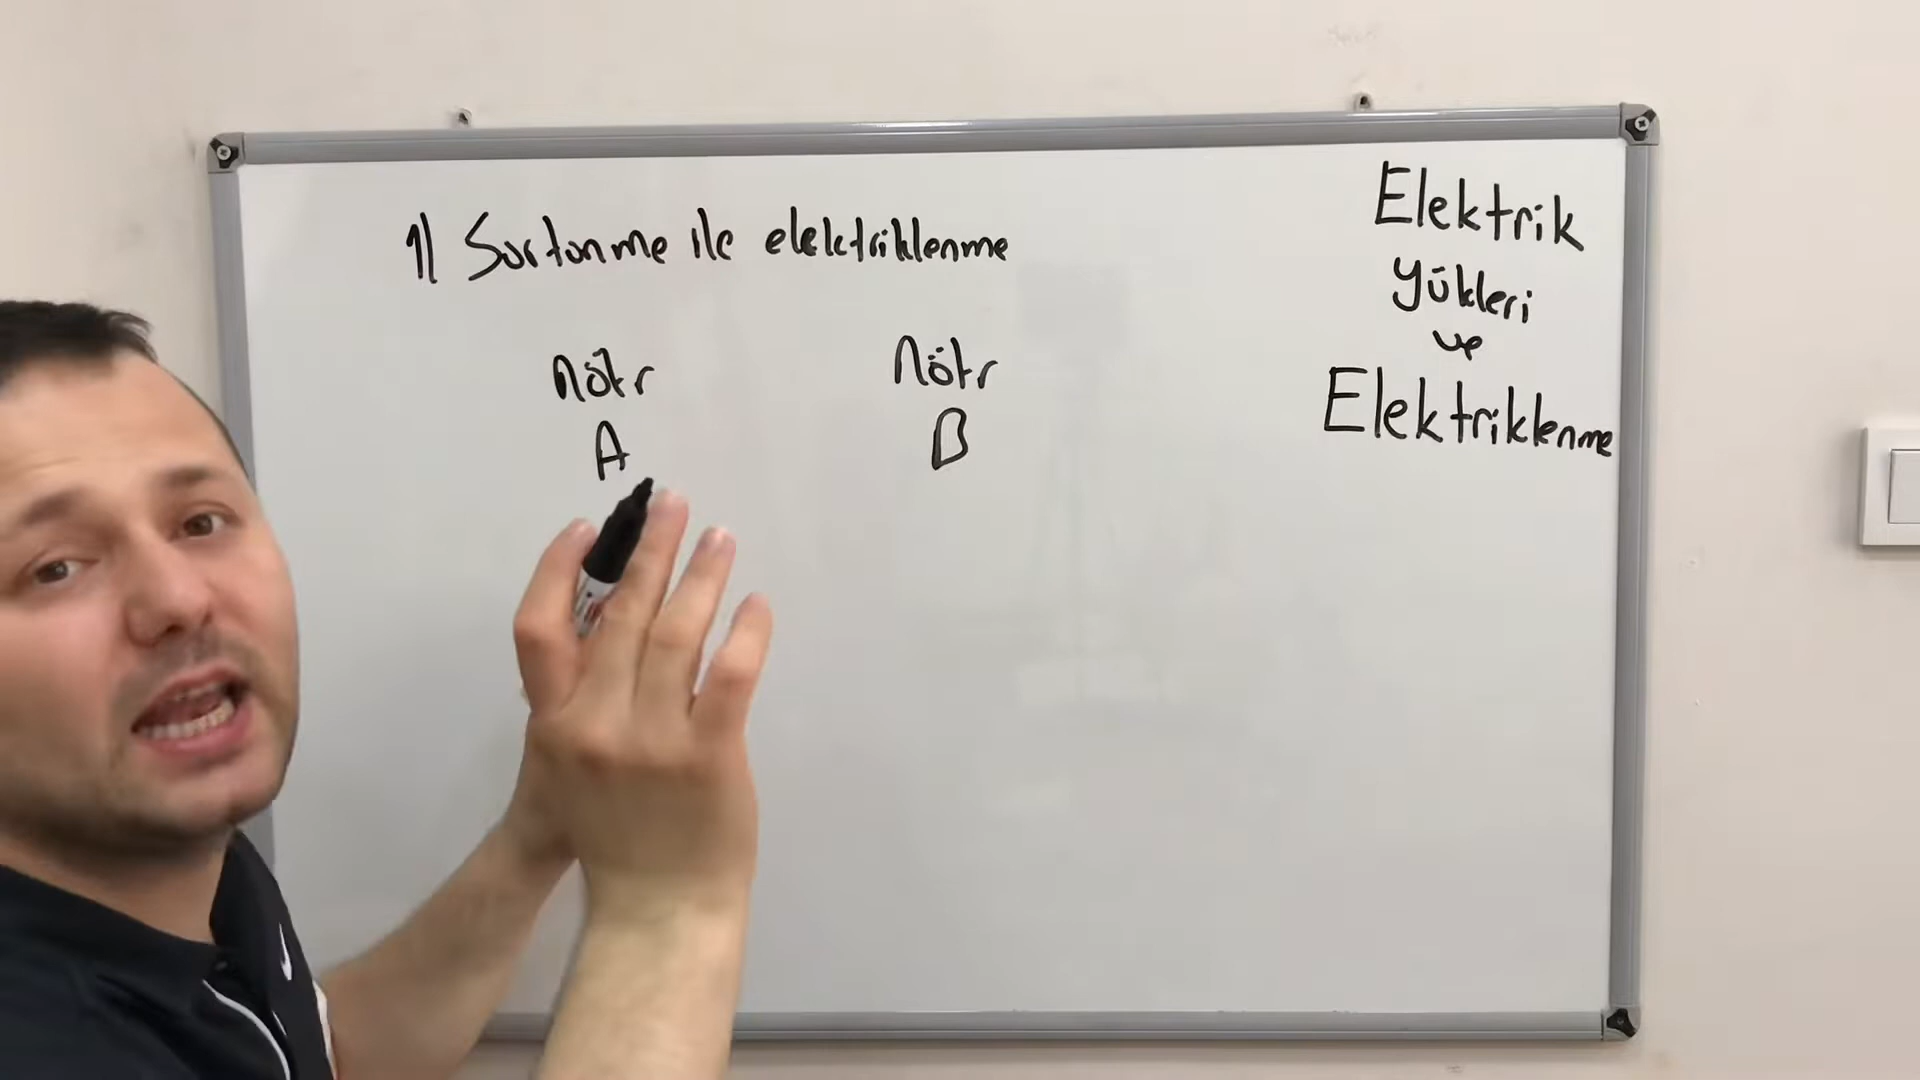 1) Sürtünme ile elektriklenme
nötr
nötr
A
B
Elektrik
yükleri
ve
Elektriklenme